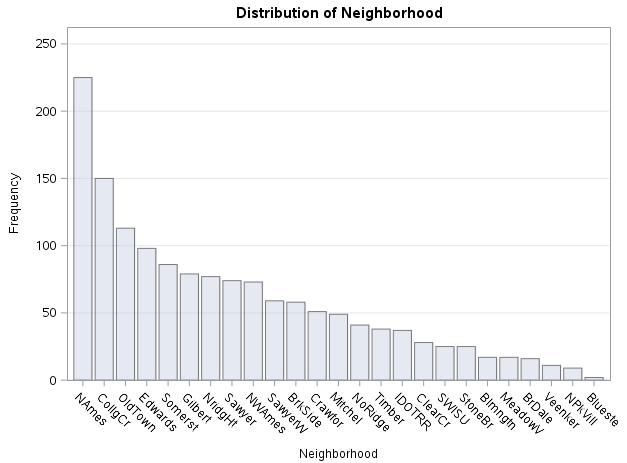 Distribution of Neighborhood
250
200
150
100
50
0
Frequency
NAmes
CollgCr
OldTown
Edwards
Somerst
Gilbert
NridgHt
Sawyer
NWAmes
SawyerW
BrkSide
Crawfor
Mitchel
NoRidge
Timber
IDOTRR
ClearCr
SWISU
StoneBr
Blmngtn
MeadowV
BrDale
Veenker
NPkVill
Blueste
Neighborhood